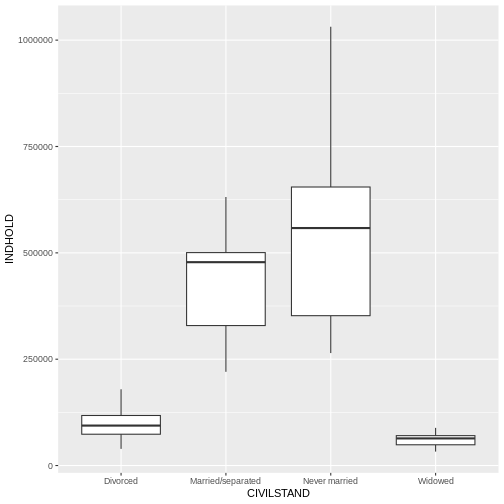 INDHOLD
1000000
750000
500000
250000
0
Divorced Married/separated Never married Widowed
CIVILSTAND